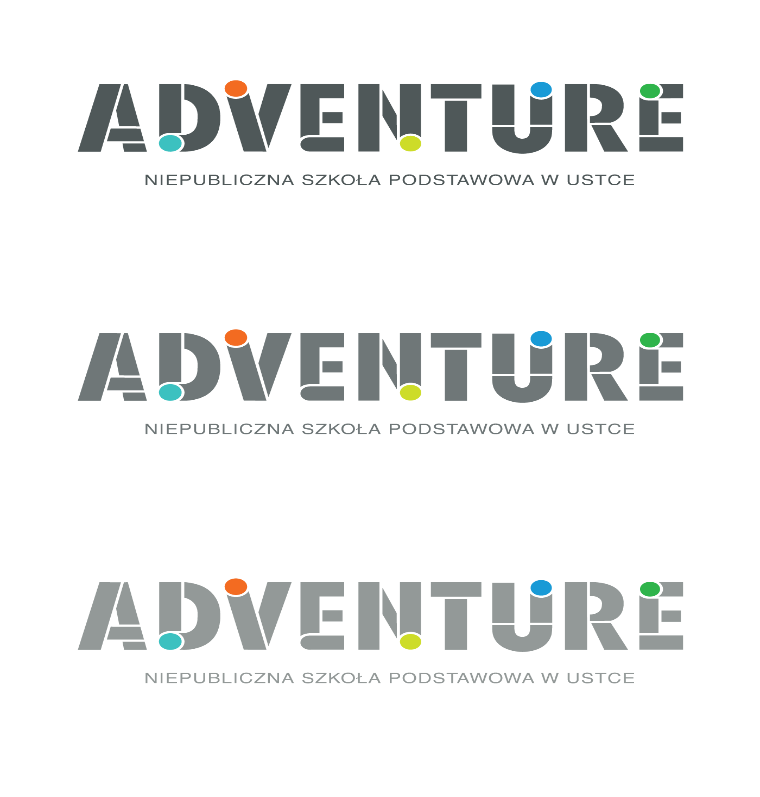 ADVENTURE
NIEPUBLICZNA SZKOŁA PODSTAWOWA W USTCE
ADVENTURE
NIEPUBLICZNA SZKOŁA PODSTAWOWA W USTCE
ADVENTURE
NIEPUBLICZNA SZKOŁA PODSTAWOWA W USTCE